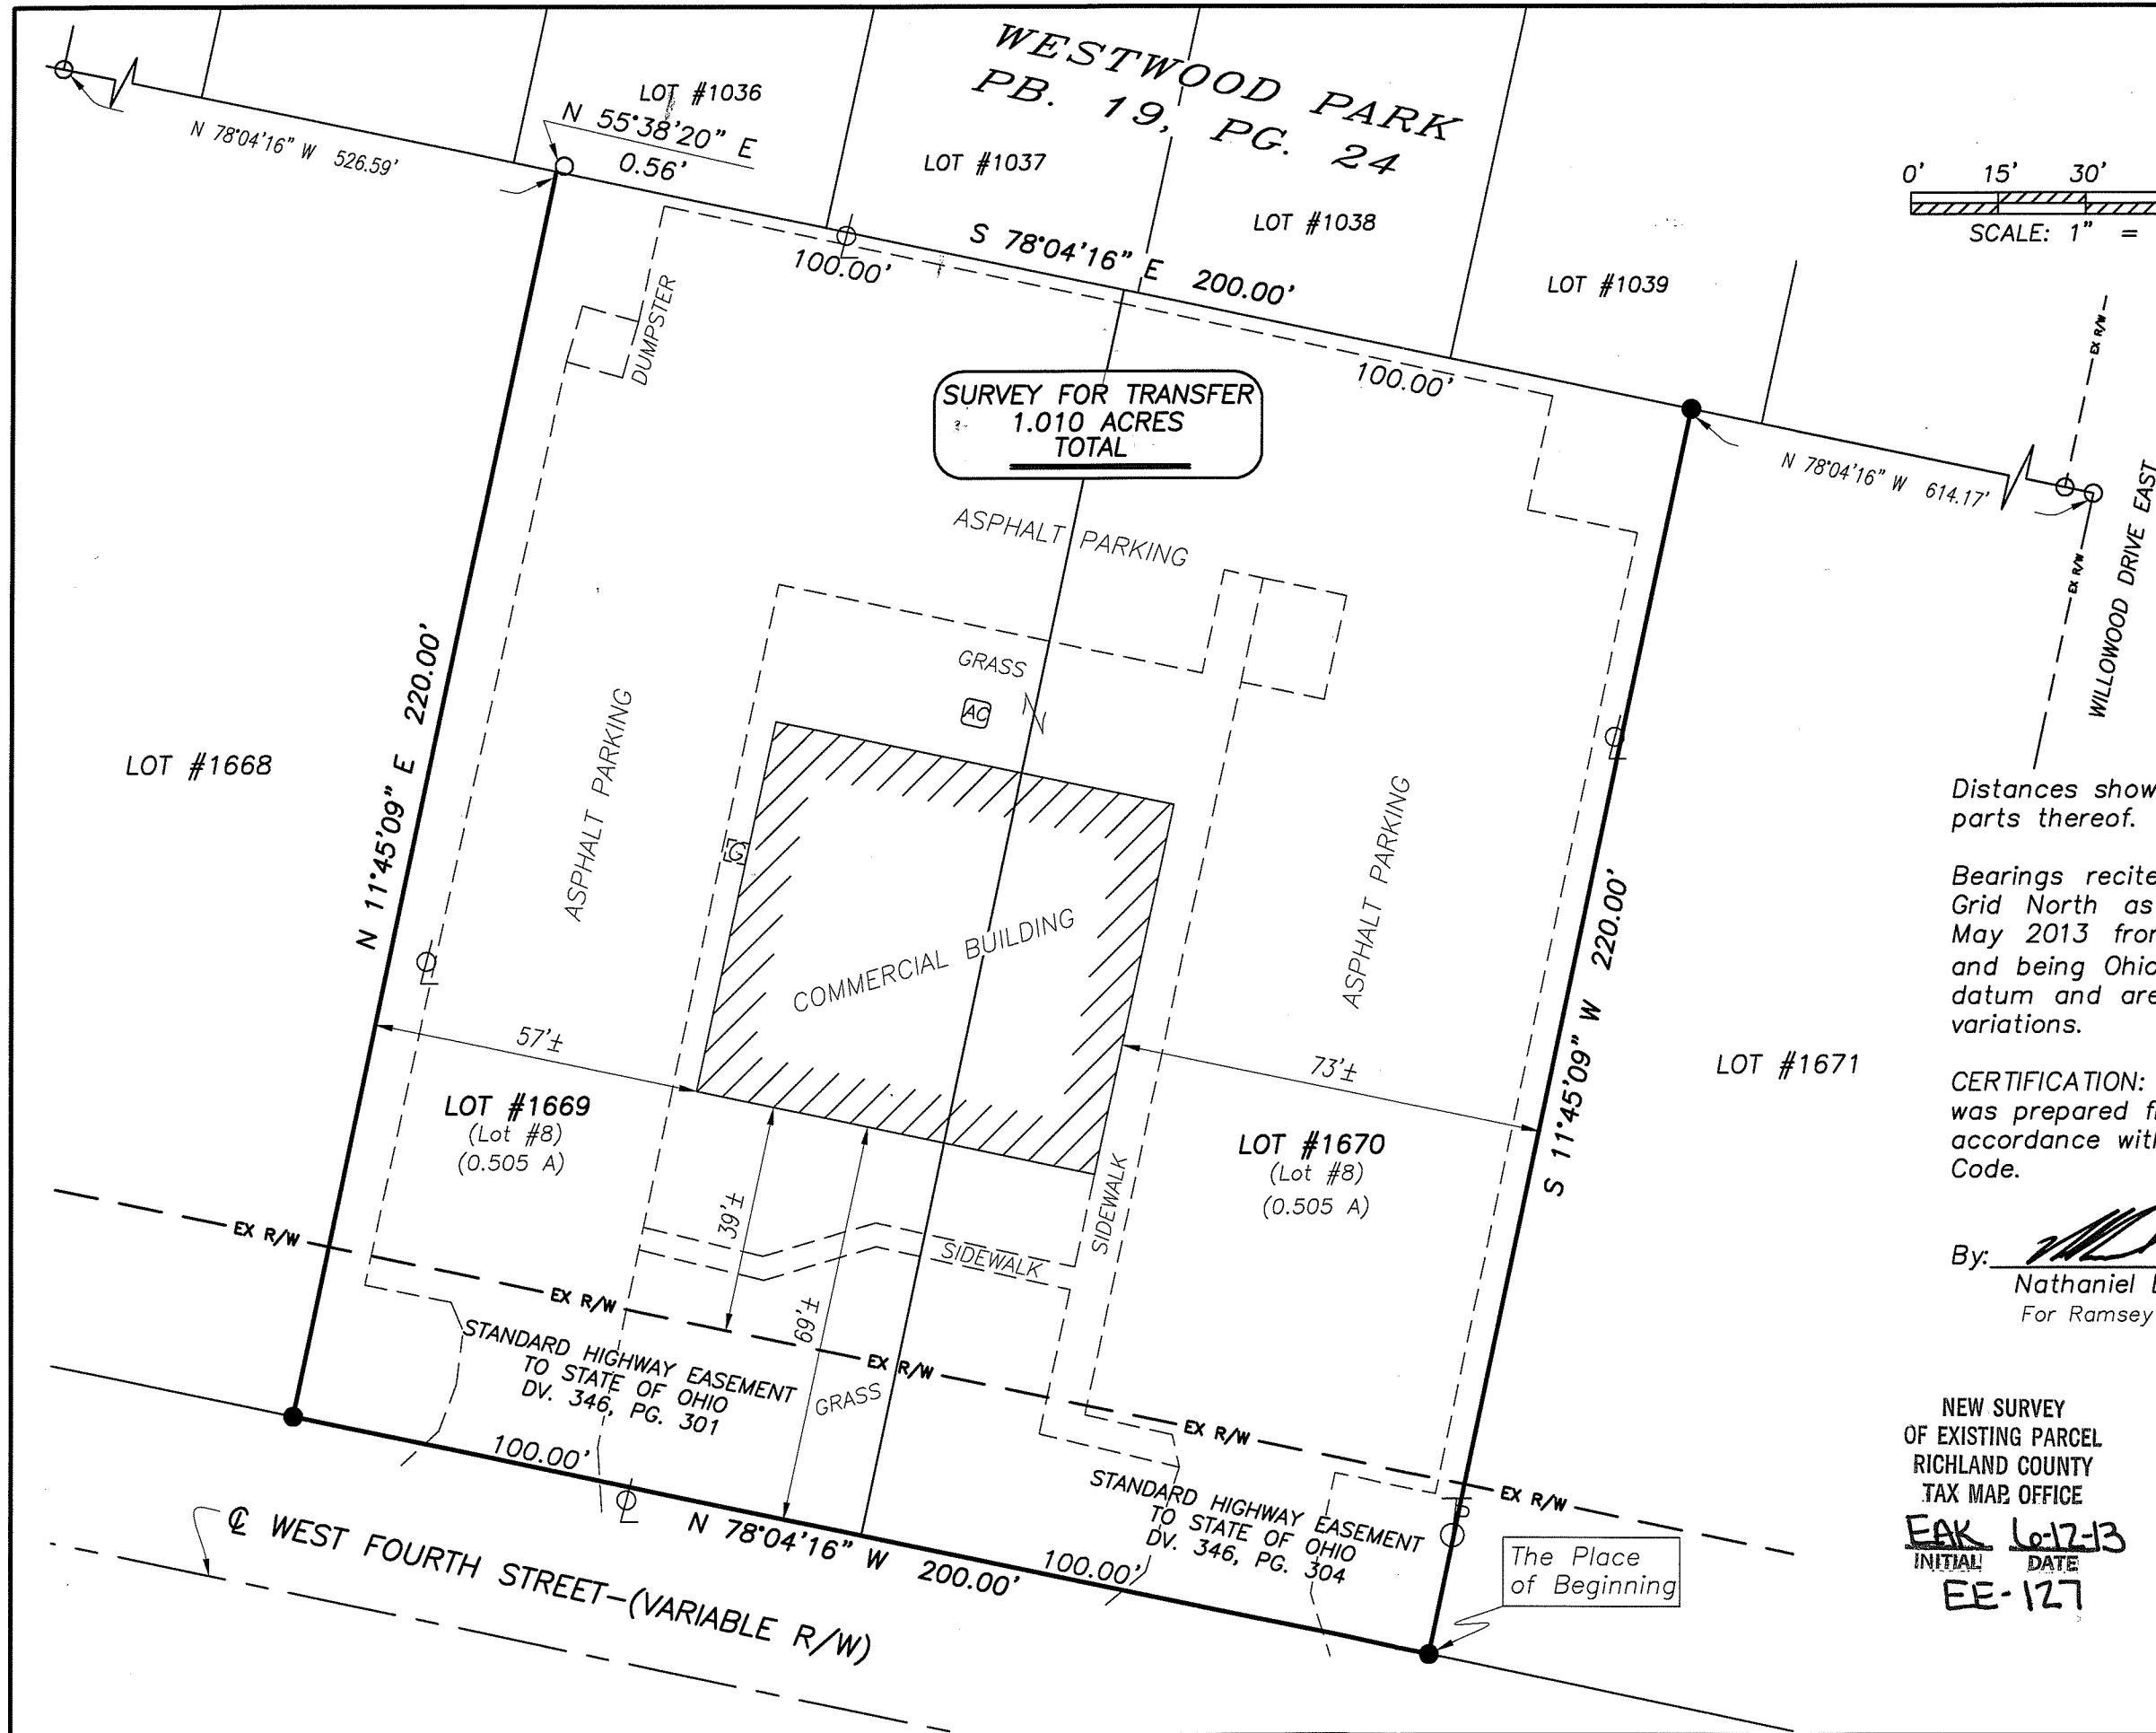 WESTWOOD PARK
PB. 19, PG. 24
LOT #1036
N 55°38'20" E
0.56'
N 78°04'16" W 526.59'
LOT #1037
LOT #1038
LOT #1039
0' 15' 30'
SCALE: 1" =
S 78°04'16" E 200.00'
100.00'
100.00'
DUMPSTER
SURVEY FOR TRANSFER
1.010 ACRES
TOTAL
N 78°04'16" W 614.17'
EX R/W
EX R/W
WILLOWOOD DRIVE EAST
ASPHALT PARKING
GRASS
AC
N 11°45'09" E 220.00'
ASPHALT PARKING
ASPHALT PARKING
LOT #1668
G
COMMERCIAL BUILDING
S 11°45'09" W 220.00'
57'±
73'±
LOT #1671
LOT #1669
(Lot #8)
(0.505 A)
LOT #1670
(Lot #8)
(0.505 A)
39'±
69'±
SIDEWALK
SIDEWALK
EX R/W
EX R/W
EX R/W
EX R/W
EX R/W
STANDARD HIGHWAY EASEMENT
TO STATE OF OHIO
DV. 346, PG. 301
GRASS
100.00'
N 78°04'16" W 200.00'
100.00'
STANDARD HIGHWAY EASEMENT
TO STATE OF OHIO
DV. 346, PG. 304
The Place
of Beginning
℄ WEST FOURTH STREET-(VARIABLE R/W)
Distances show
parts thereof.
Bearings recite
Grid North as
May 2013 from
and being Ohio
datum and are
variations.
CERTIFICATION:
was prepared f
accordance with
Code.
By:
Nathaniel
For Ramsey
NEW SURVEY
OF EXISTING PARCEL
RICHLAND COUNTY
TAX MAP OFFICE
EAK 6-12-13
INITIAL DATE
EE-127